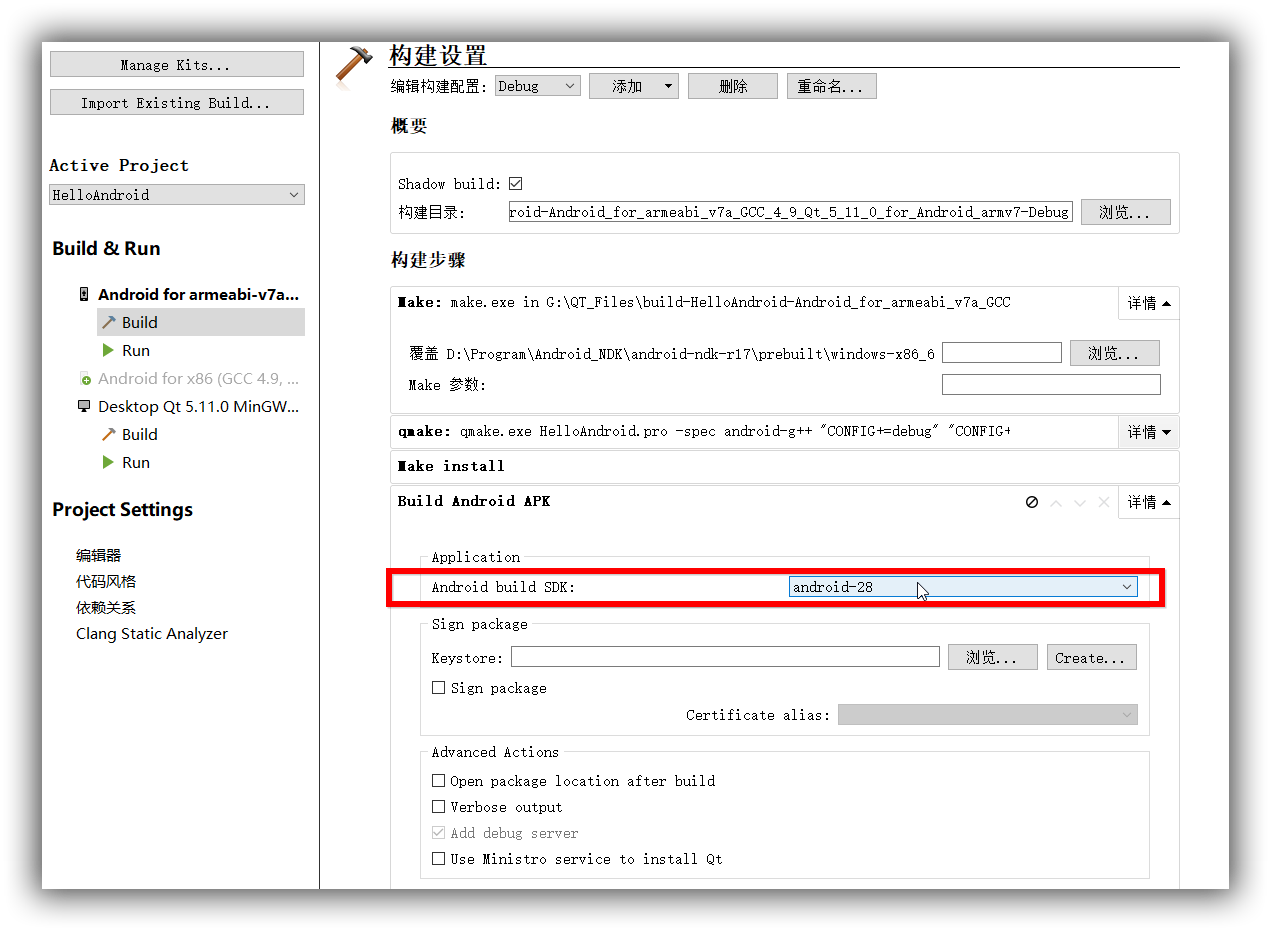 Manage Kits...
Import Existing Build...
Active Project
HelloAndroid
Build & Run
Android for armeabi-v7a...
Build
Run
Android for x86 (GCC 4.9, ...
Desktop Qt 5.11.0 MinGW...
Build
Run
Project Settings
编辑器
代码风格
依赖关系
Clang Static Analyzer
构建设置
编辑构建配置: Debug 添加 删除 重命名...
概要
Shadow build:
构建目录: roid-Android_for_armeabi_v7a_GCC_4_9_Qt_5_11_0_for_Android_armv7-Debug 浏览...
构建步骤
Make: make.exe in G:\QT_Files\build-HelloAndroid-Android_for_armeabi_v7a_GCC 详情
覆盖 D:\Program\Android_NDK\android-ndk-r17\prebuilt\windows-x86_6 浏览...
Make 参数:
qmake: qmake.exe HelloAndroid.pro -spec android-g++ "CONFIG+=debug" "CONFIG+ 详情
Make install
Build Android APK 详情
Application
Android build SDK: android-28
Sign package
Keystore: 浏览... Create...
Sign package
Certificate alias:
Advanced Actions
Open package location after build
Verbose output
Add debug server
Use Ministro service to install Qt